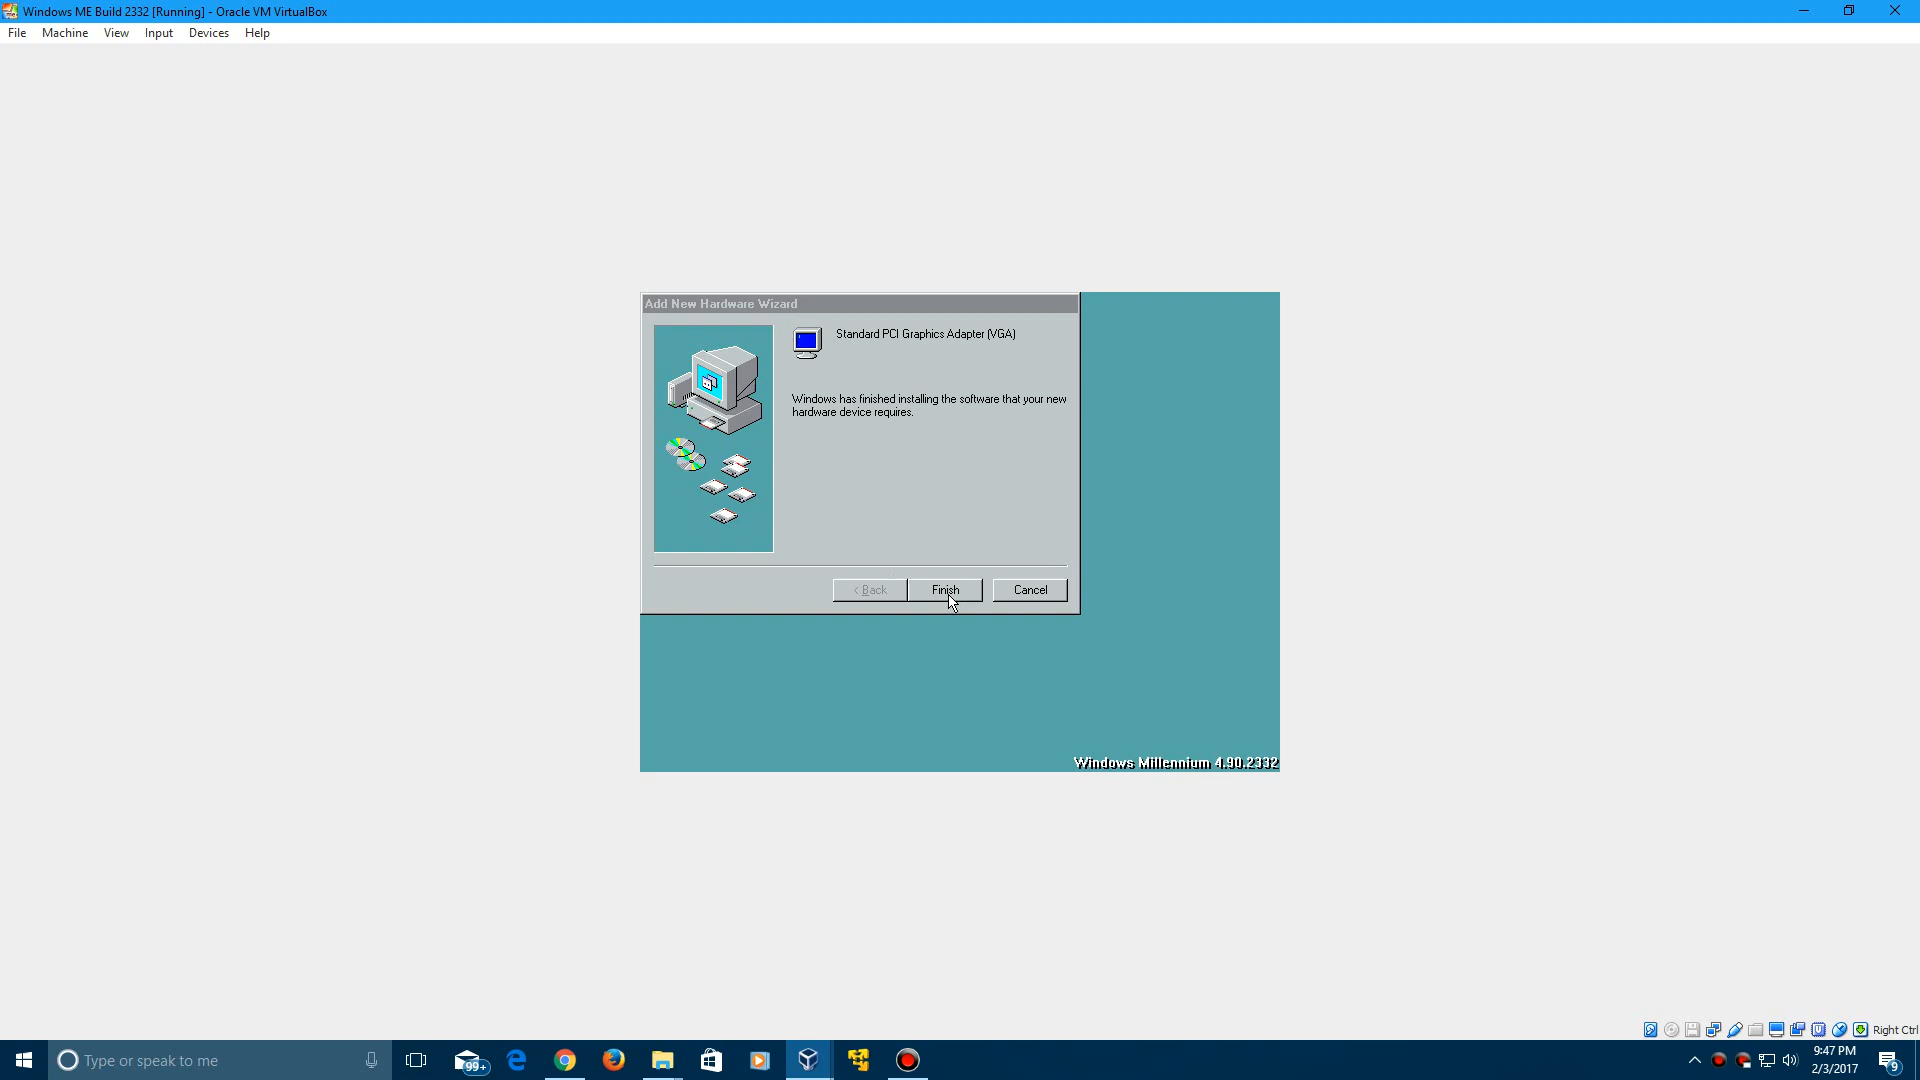 Windows ME Build 2332 [Running] - Oracle VM VirtualBox
File Machine View Input Devices Help
Add New Hardware Wizard
Standard PCI Graphics Adapter (VGA)
Windows has finished installing the software that your new
hardware device requires.
< Back Finish Cancel
Windows Millennium 4.90.2332
Right Ctrl
Type or speak to me
99+
9:47 PM
2/3/2017
9